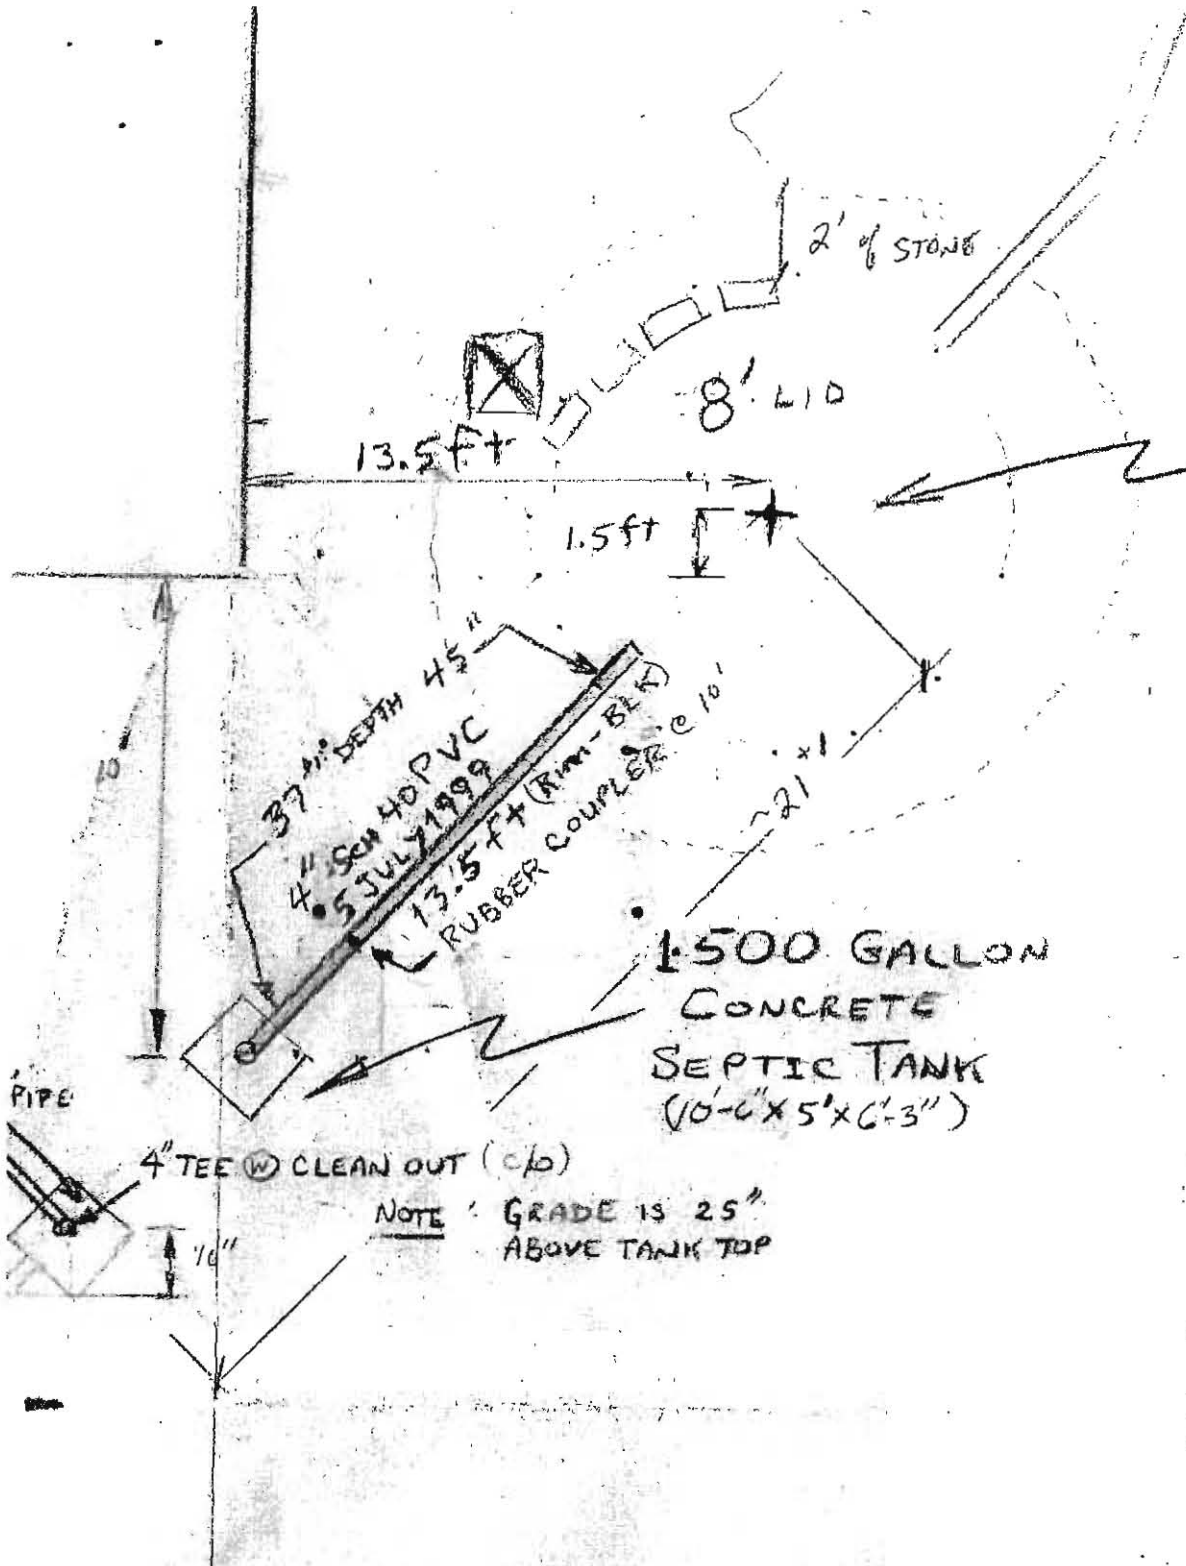 2' of STONE
8' LID
13.5 ft
1.5 ft
10'
37" DEPTH 45"
4" SCH 40 PVC
5 JULY 1999
13.5 ft (RIM - BLK)
RUBBER COUPLER @ 10'
~21'
1500 GALLON
CONCRETE
SEPTIC TANK
(10'-6" X 5' X 6'-3")
PIPE
4" TEE W CLEAN OUT (C/O)
NOTE: GRADE IS 25"
ABOVE TANK TOP